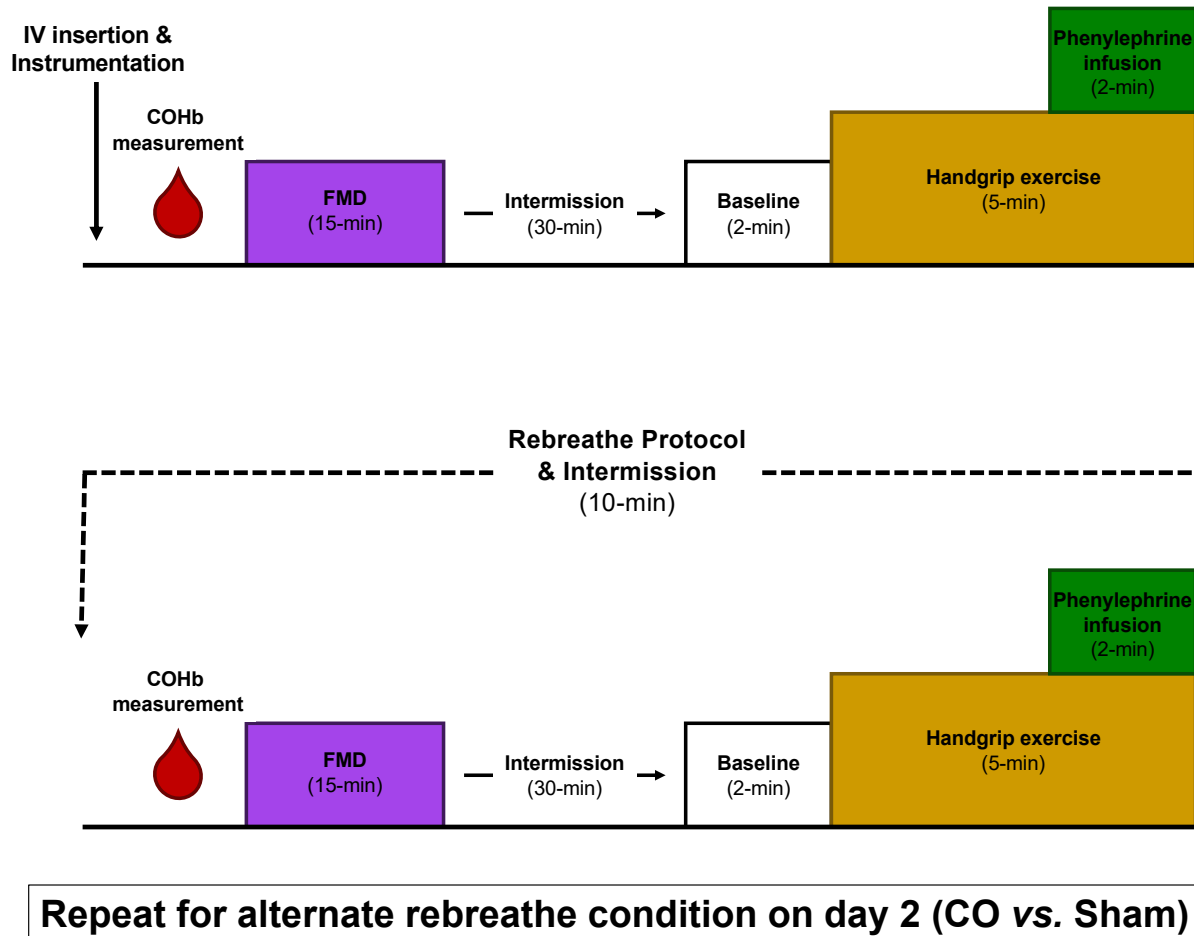 IV insertion &
Instrumentation
COHb
measurement
FMD
(15-min)
Intermission
(30-min)
Baseline
(2-min)
Handgrip exercise
(5-min)
Phenylephrine
infusion
(2-min)
Rebreathe Protocol
& Intermission
(10-min)
COHb
measurement
FMD
(15-min)
Intermission
(30-min)
Baseline
(2-min)
Handgrip exercise
(5-min)
Phenylephrine
infusion
(2-min)
Repeat for alternate rebreathe condition on day 2 (CO vs. Sham)